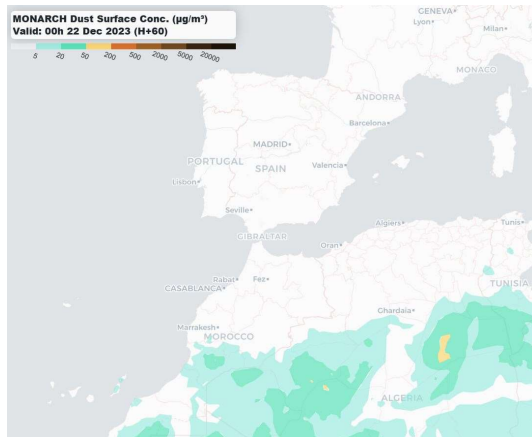 MONARCH Dust Surface Conc. (µg/m³)
Valid: 00h 22 Dec 2023 (H+60)
5 20 50 200 500 2000 5000 20000
GENEVA
Lyon
Milan
MONACO
ANDORRA
Barcelona
MADRID
PORTUGAL
SPAIN
Valencia
Lisbon
Seville
GIBRALTAR
Algiers
Tunis
Oran
Rabat
Fez
CASABLANCA
TUNISIA
Ghardaia
Marrakesh
MOROCCO
ALGERIA